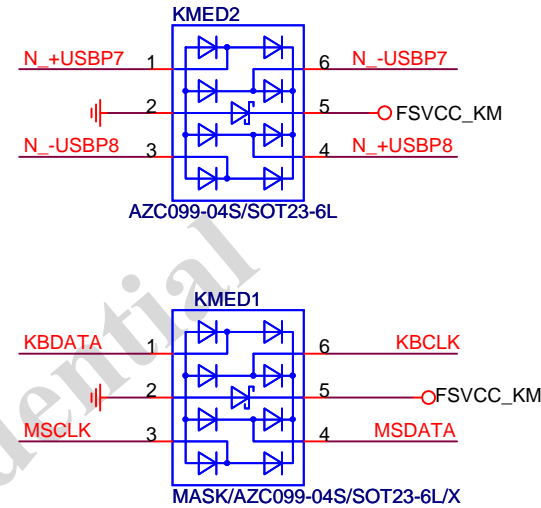 KMED2
N_+USBP7 1 6 N_-USBP7
2 5 FSVCC_KM
N_-USBP8 3 4 N_+USBP8
AZC099-04S/SOT23-6L
KMED1
KBDATA 1 6 KBCLK
2 5 FSVCC_KM
MSCLK 3 4 MSDATA
MASK/AZC099-04S/SOT23-6L/X
dential